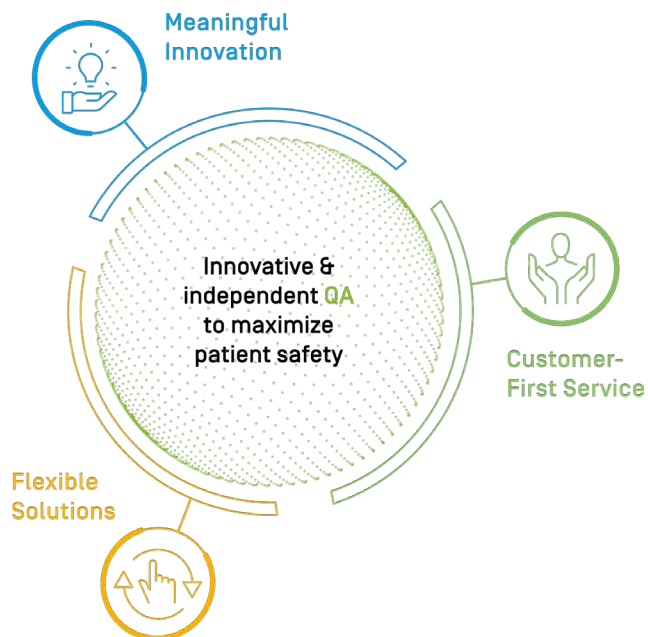 Meaningful
Innovation
Innovative &
independent QA
to maximize
patient safety
Customer-
First Service
Flexible
Solutions